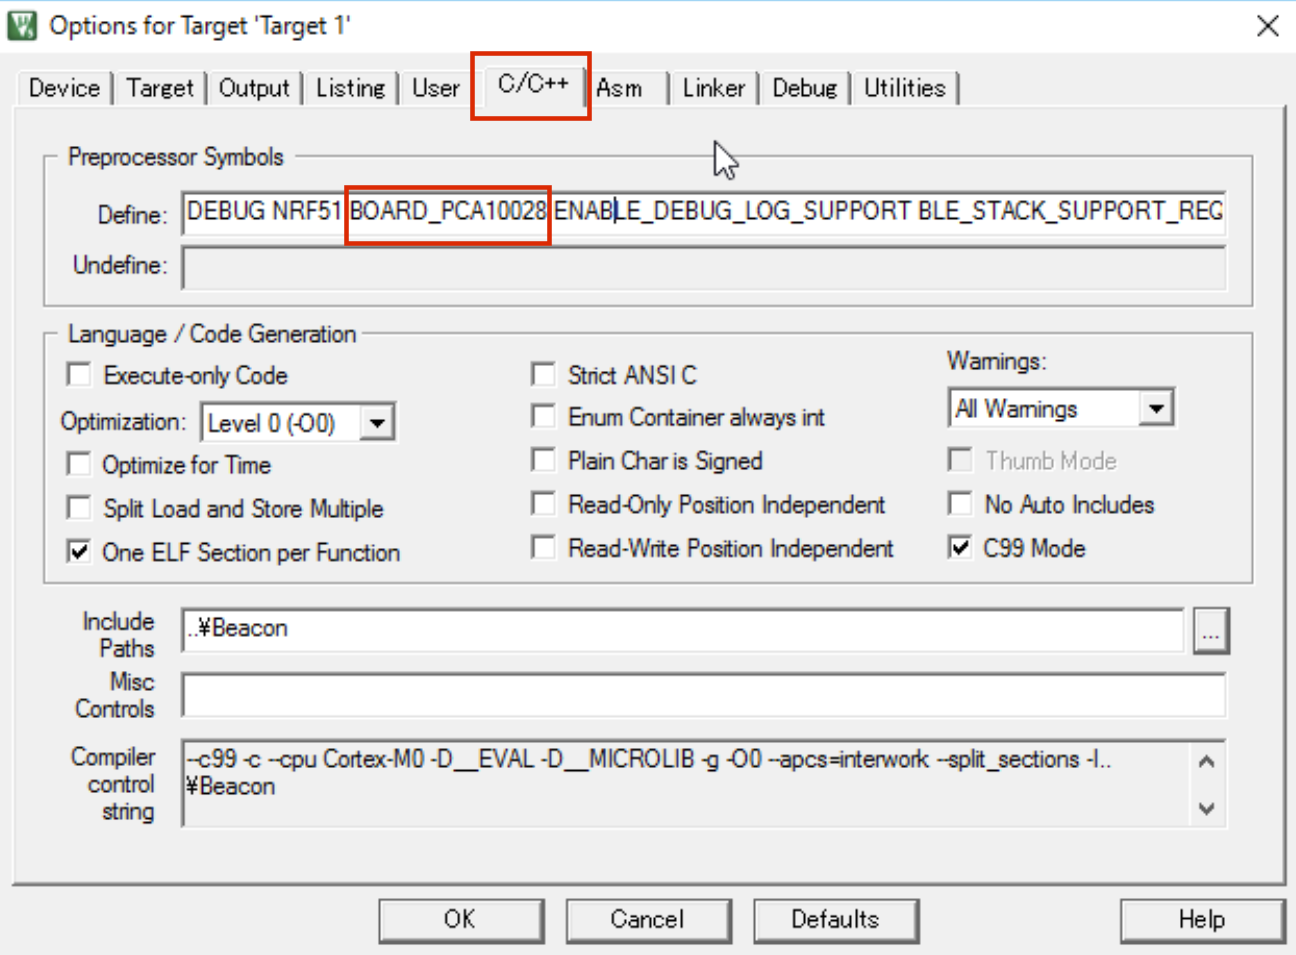 Options for Target 'Target 1'
Device Target Output Listing User C/C++ Asm Linker Debug Utilities
Preprocessor Symbols
Define: DEBUG NRF51 BOARD_PCA10028 ENABLE_DEBUG_LOG_SUPPORT BLE_STACK_SUPPORT_REQ
Undefine:
Language / Code Generation
Execute-only Code
Optimization: Level 0 (-O0)
Optimize for Time
Split Load and Store Multiple
One ELF Section per Function
Strict ANSI C
Enum Container always int
Plain Char is Signed
Read-Only Position Independent
Read-Write Position Independent
Warnings:
All Warnings
Thumb Mode
No Auto Includes
C99 Mode
Include
Paths
..¥Beacon
...
Misc
Controls
Compiler
control
string
--c99 -c --cpu Cortex-M0 -D__EVAL -D__MICROLIB -g -O0 --apcs=interwork --split_sections -I..
¥Beacon
OK Cancel Defaults Help